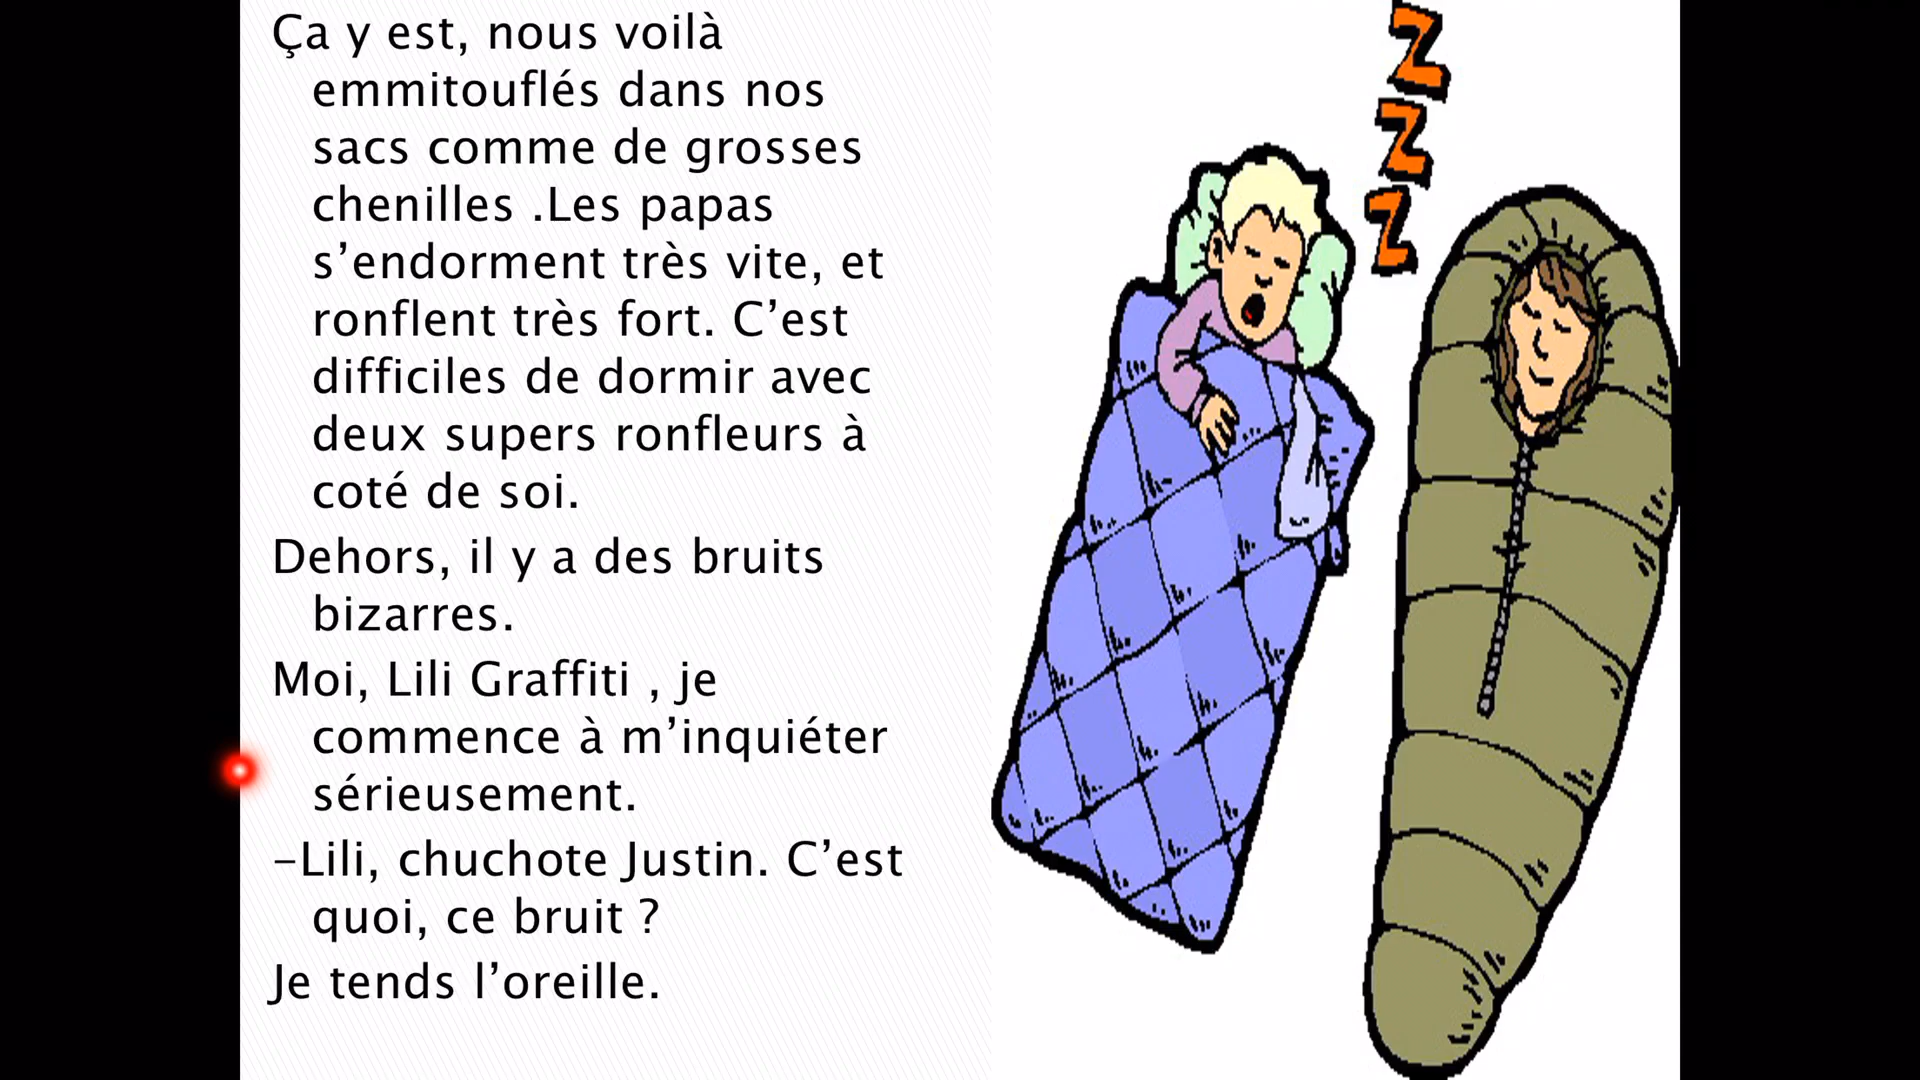 Ça y est, nous voilà
emmitouflés dans nos
sacs comme de grosses
chenilles .Les papas
s’endorment très vite, et
ronflent très fort. C’est
difficiles de dormir avec
deux supers ronfleurs à
coté de soi.
Dehors, il y a des bruits
bizarres.
Moi, Lili Graffiti , je
commence à m’inquiéter
sérieusement.
-Lili, chuchote Justin. C’est
quoi, ce bruit ?
Je tends l’oreille.
Z
Z
Z